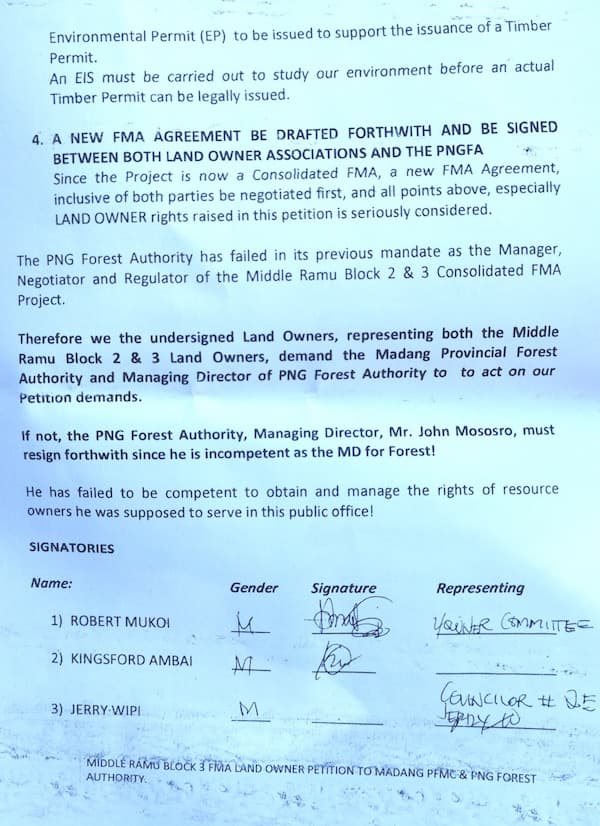 Environmental Permit (EP) to be issued to support the issuance of a Timber
Permit.
An EIS must be carried out to study our environment before an actual
Timber Permit can be legally issued.
4. A NEW FMA AGREEMENT BE DRAFTED FORTHWITH AND BE SIGNED
BETWEEN BOTH LAND OWNER ASSOCIATIONS AND THE PNGFA
Since the Project is now a Consolidated FMA, a new FMA Agreement,
inclusive of both parties be negotiated first, and all points above, especially
LAND OWNER rights raised in this petition is seriously considered.
The PNG Forest Authority has failed in its previous mandate as the Manager,
Negotiator and Regulator of the Middle Ramu Block 2 & 3 Consolidated FMA
Project.
Therefore we the undersigned Land Owners, representing both the Middle
Ramu Block 2 & 3 Land Owners, demand the Madang Provincial Forest
Authority and Managing Director of PNG Forest Authority to to act on our
Petition demands.
If not, the PNG Forest Authority, Managing Director, Mr. John Mososro, must
resign forthwith since he is incompetent as the MD for Forest!
He has failed to be competent to obtain and manage the rights of resource
owners he was supposed to serve in this public office!
SIGNATORIES
Name: Gender Signature Representing
1) ROBERT MUKOI M COMMITTEE
2) KINGSFORD AMBAI M
3) JERRY WIPI M COUNCILOR #
MIDDLE RAMU BLOCK 3 FMA LAND OWNER PETITION TO MADANG PFMC & PNG FOREST
AUTHORITY.